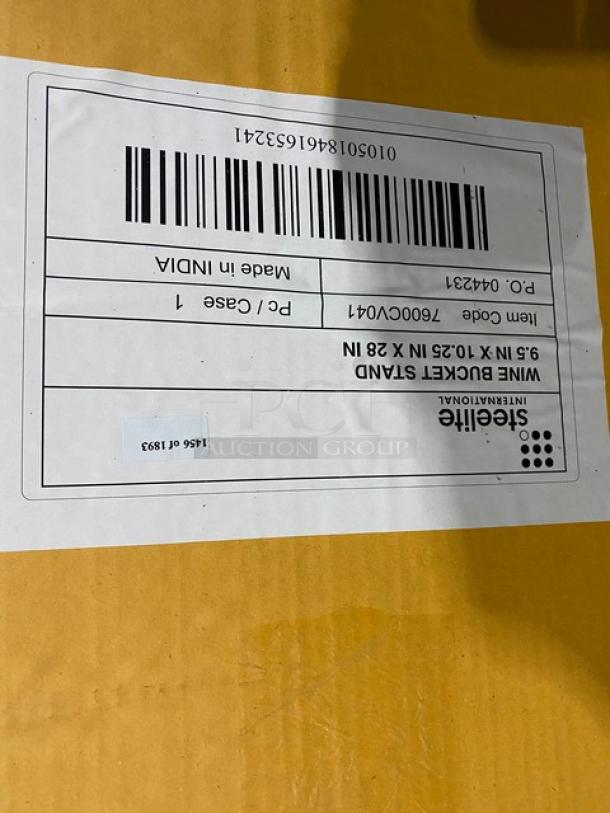 steelite
INTERNATIONAL
1456 of 1893
WINE BUCKET STAND
9.5 IN X 10.25 IN X 28 IN
Item Code 7600CV041
Pc / Case 1
P.O. 044231
Made in INDIA
0105018461653241
PCI
AUCTION GROUP